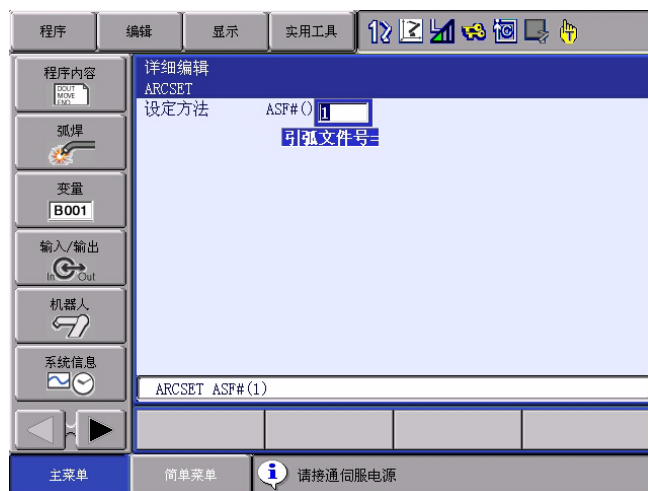 程序 编辑 显示 实用工具
程序内容
DOUT
MOVE
END
弧焊
变量
B001
输入/输出
In Out
机器人
系统信息
详细编辑
ARCSET
设定方法 ASF#() 1
引弧文件号=
ARCSET ASF#(1)
主菜单 简单菜单 请接通伺服电源